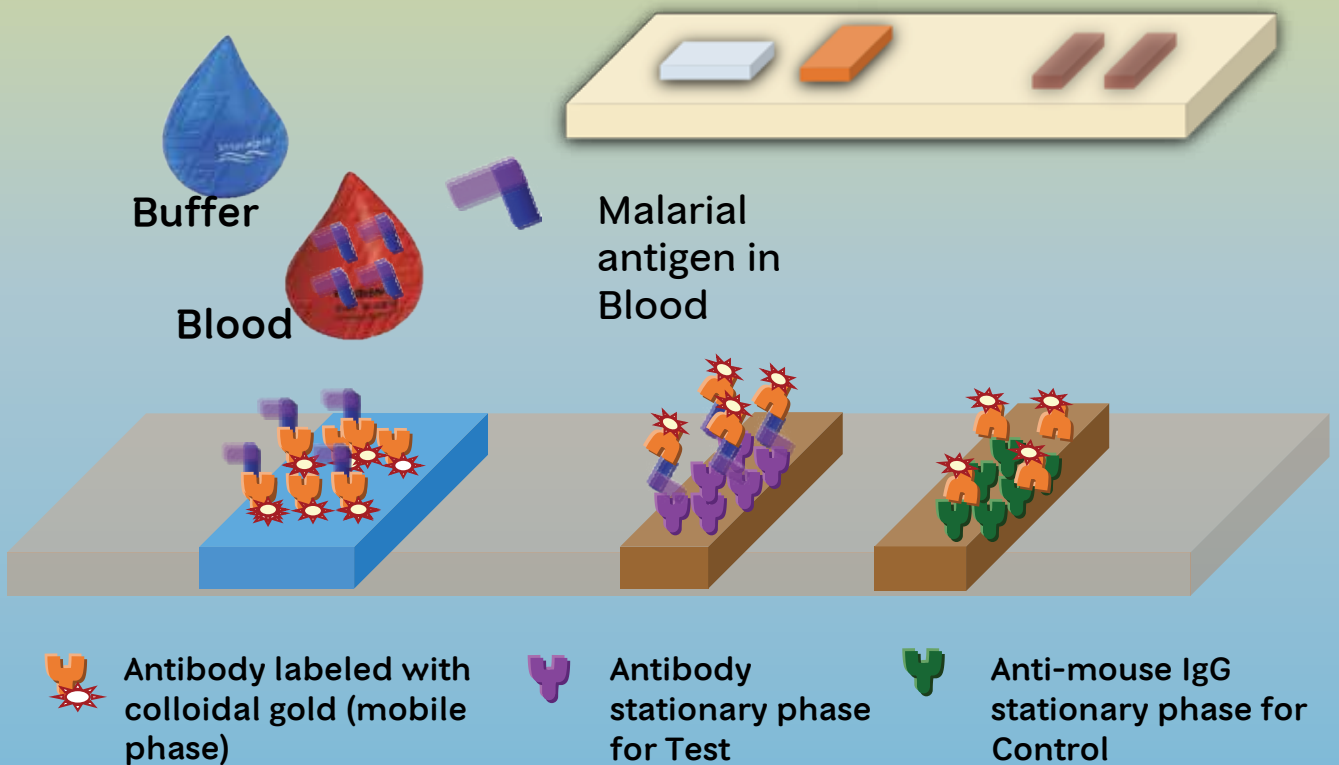 Buffer
Blood
Malarial
antigen in
Blood
Antibody labeled with
colloidal gold (mobile
phase)
Antibody
stationary phase
for Test
Anti-mouse IgG
stationary phase for
Control